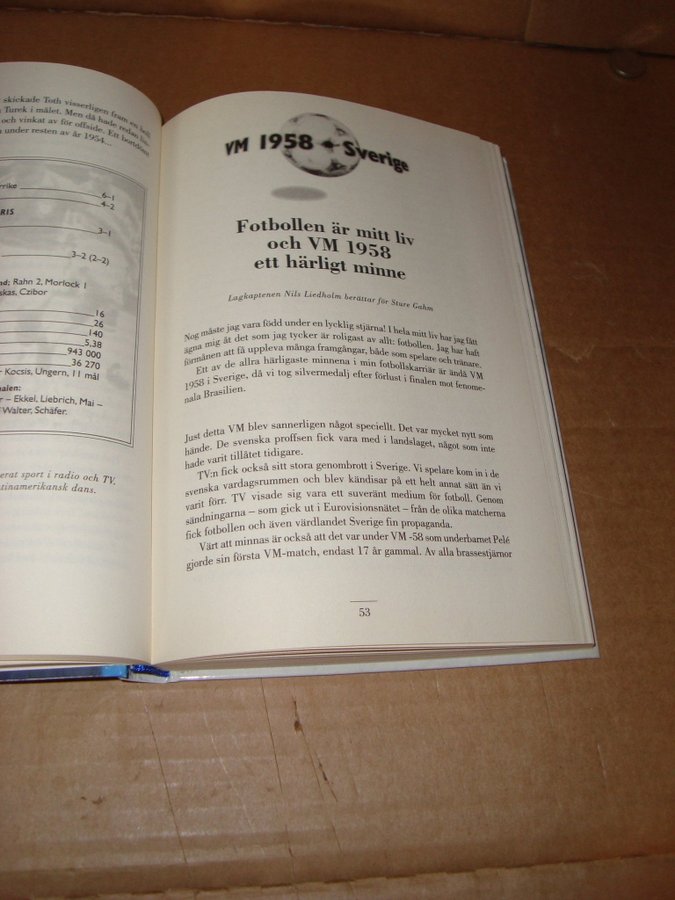 skickade Toth visserligen fram en boll
Turek i målet. Men då hade redan
och vinkat av för offside. Ett bortdömt
under resten av år 1954...
rrike 6–1
4–2
RIS
3–1
3–2 (2–2)
nd; Rahn 2, Morlock 1
skas, Czibor
16
26
140
5,38
943 000
36 270
– Kocsis, Ungern, 11 mål
nalen:
r – Ekkel, Liebrich, Mai –
Walter, Schäfer.
erat sport i radio och TV.
tinamerikansk dans.
VM 1958 Sverige
Fotbollen är mitt liv
och VM 1958
ett härligt minne
Lagkaptenen Nils Liedholm berättar för Sture Gahm
Nog måste jag vara född under en lycklig stjärna! I hela mitt liv har jag fått
ägna mig åt det som jag tycker är roligast av allt: fotbollen. Jag har haft
förmånen att få uppleva många framgångar, både som spelare och tränare.
Ett av de allra härligaste minnena i min fotbollskarriär är ändå VM
1958 i Sverige, då vi tog silvermedalj efter förlust i finalen mot fenome-
nala Brasilien.
Just detta VM blev sannerligen något speciellt. Det var mycket nytt som
hände. De svenska proffsen fick vara med i landslaget, något som inte
hade varit tillåtet tidigare.
TV:n fick också sitt stora genombrott i Sverige. Vi spelare kom in i de
svenska vardagsrummen och blev kändisar på ett helt annat sätt än vi
varit förr. TV visade sig vara ett suveränt medium för fotboll. Genom
sändningarna – som gick ut i Eurovisionsnätet – från de olika matcherna
fick fotbollen och även värdlandet Sverige fin propaganda.
Värt att minnas är också att det var under VM -58 som underbarnet Pelé
gjorde sin första VM-match, endast 17 år gammal. Av alla brassestjärnor
53